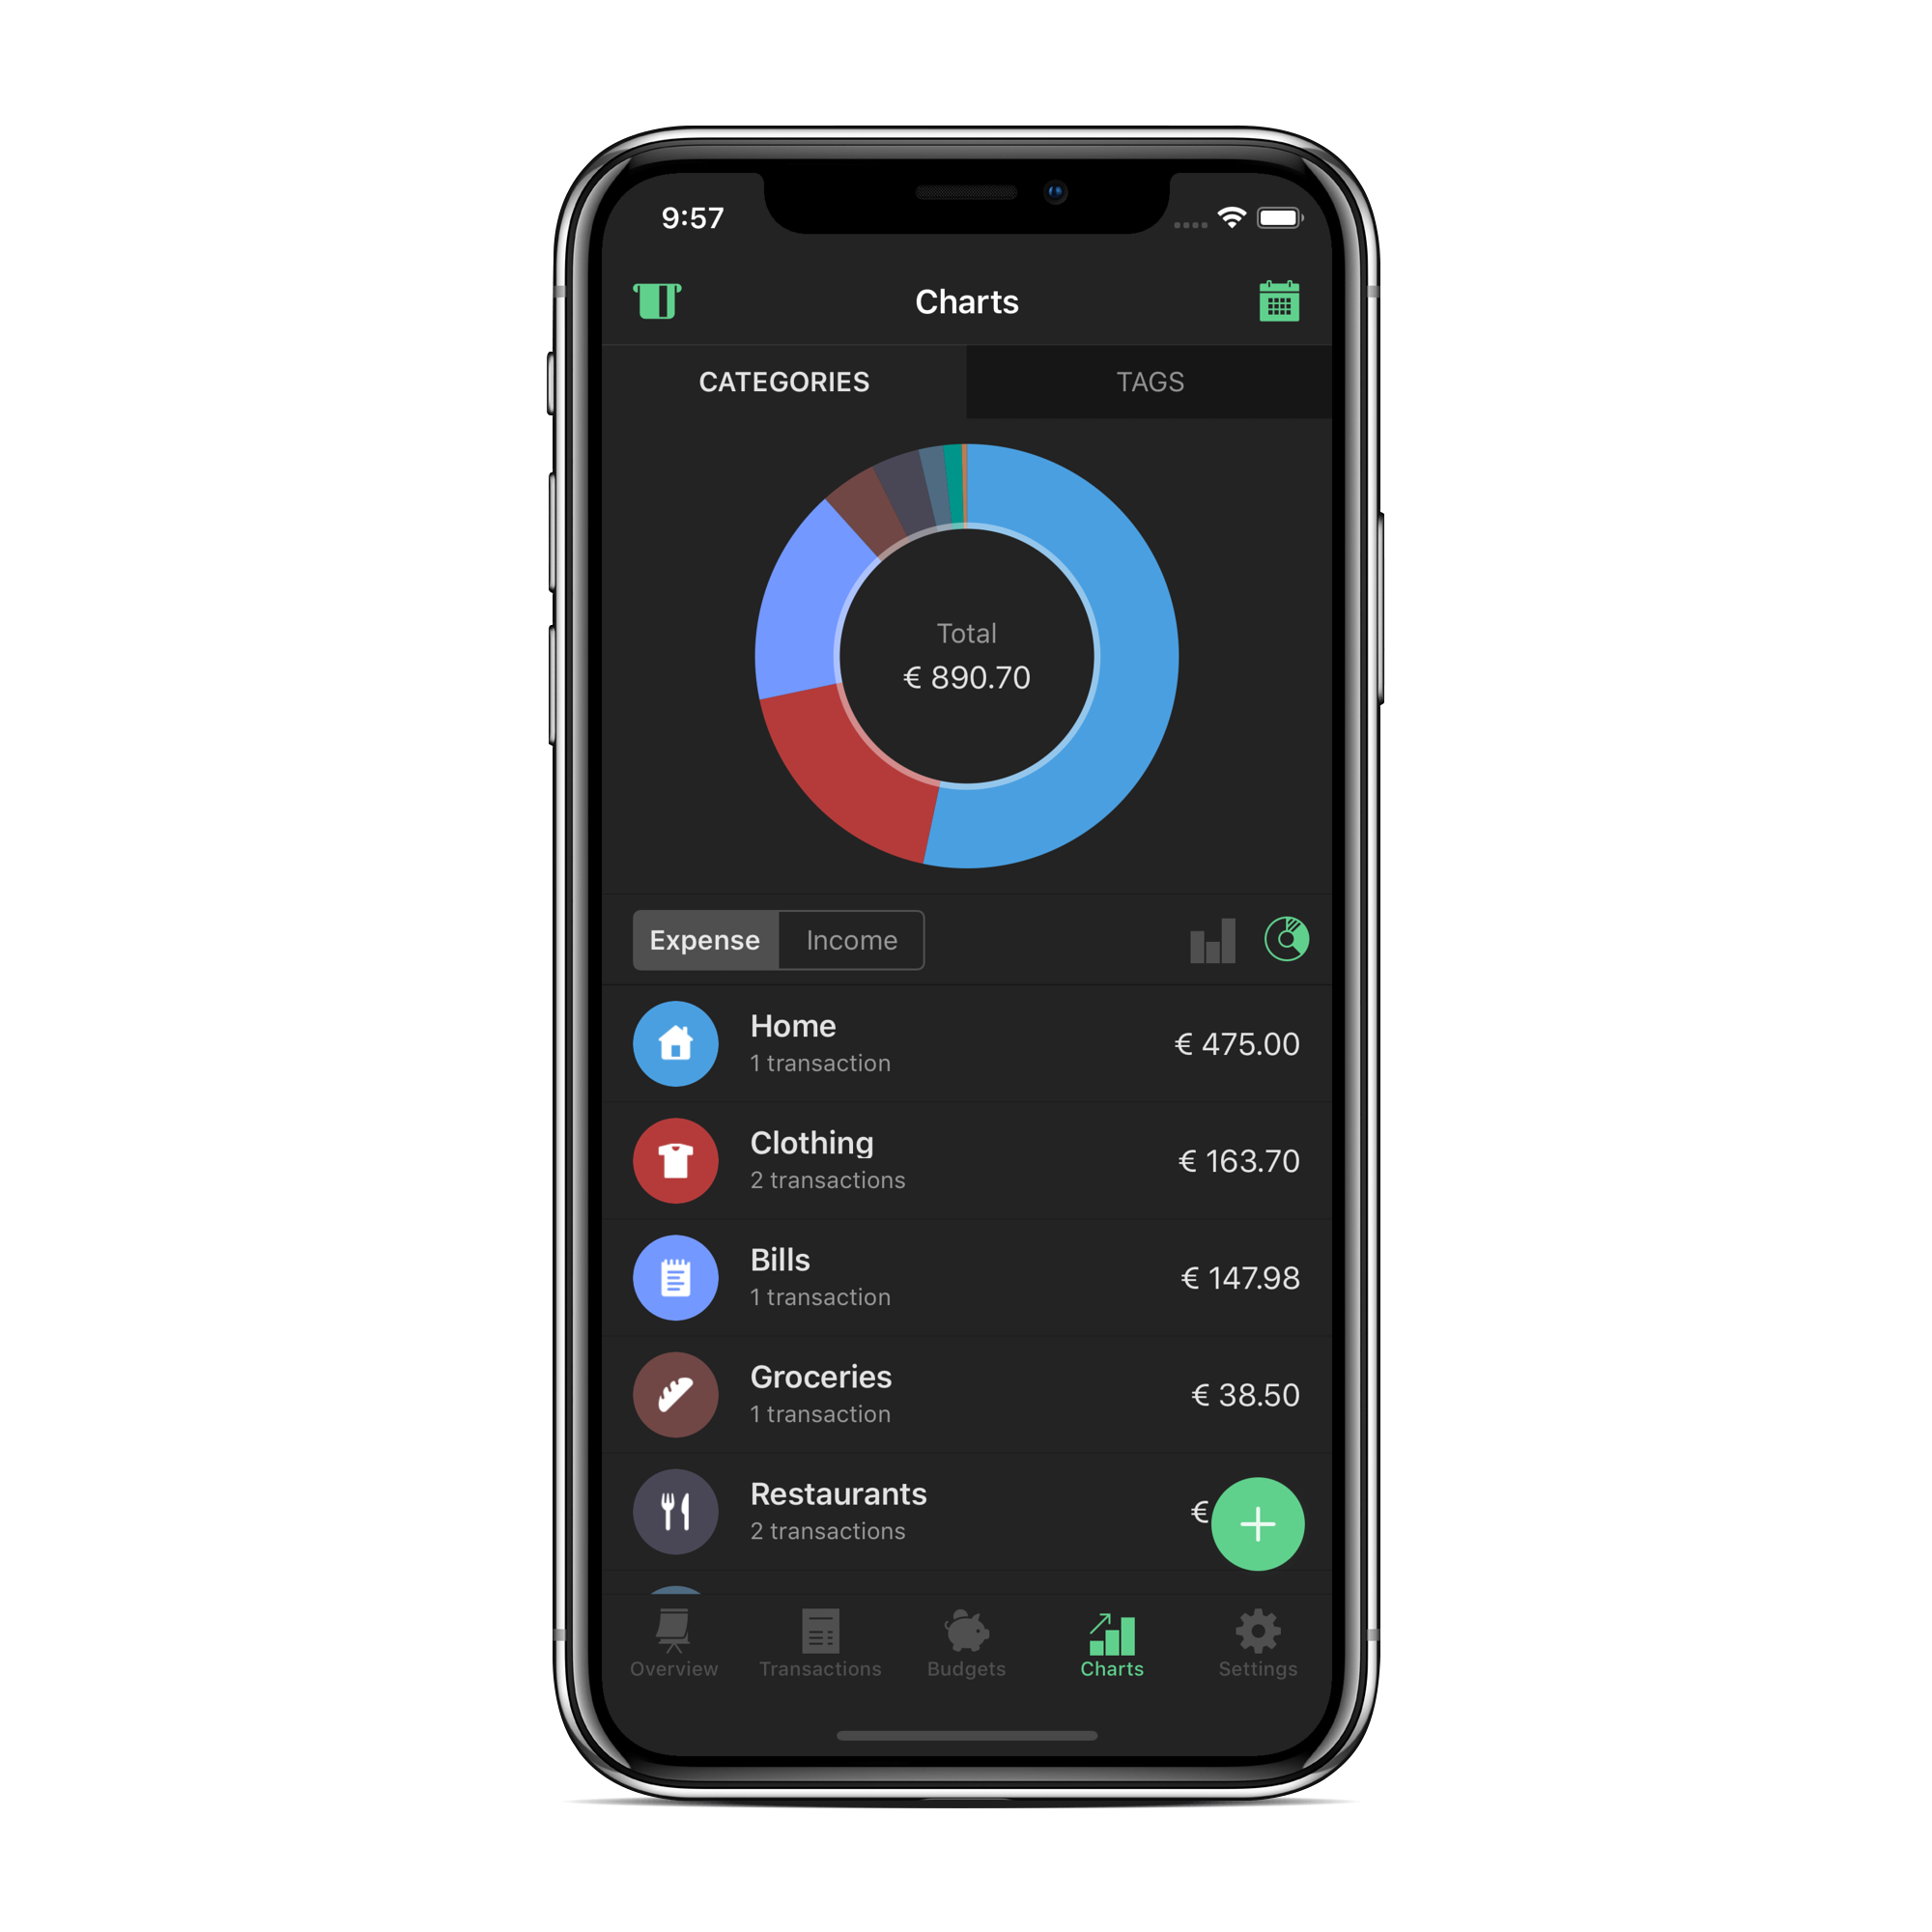 9:57
Charts
CATEGORIES
TAGS
Total
€ 890.70
Expense
Income
Home
1 transaction
€ 475.00
Clothing
2 transactions
€ 163.70
Bills
1 transaction
€ 147.98
Groceries
1 transaction
€ 38.50
Restaurants
2 transactions
€
Overview
Transactions
Budgets
Charts
Settings